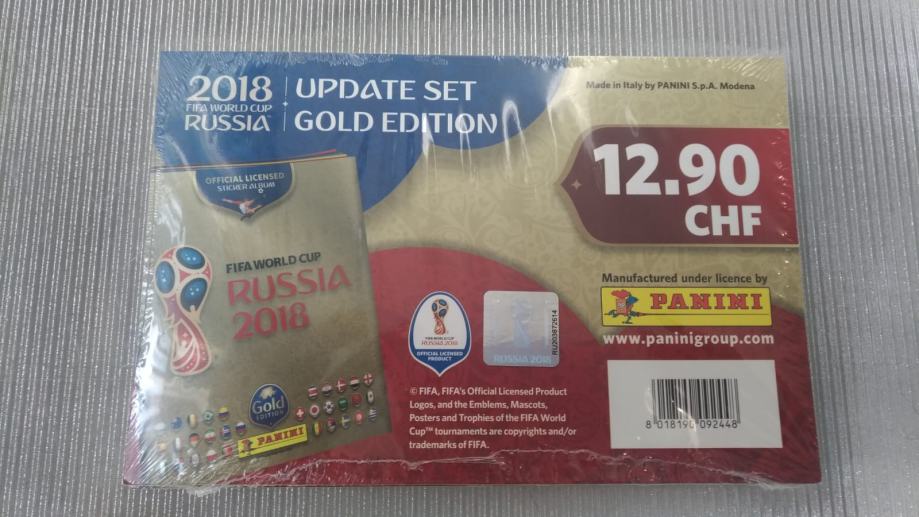 2018
FIFA WORLD CUP
RUSSIA
UPDATE SET
GOLD EDITION
Made in Italy by PANINI S.p.A. Modena
12.90
CHF
OFFICIAL LICENSED
STICKER ALBUM
FIFA WORLD CUP
RUSSIA
2018
Gold
EDITION
PANINI
FIFA WORLD CUP
RUSSIA 2018
OFFICIAL LICENSED
PRODUCT
RUSSIA 2018
RU203872614
Manufactured under licence by
PANINI
www.paninigroup.com
© FIFA, FIFA's Official Licensed Product
Logos, and the Emblems, Mascots,
Posters and Trophies of the FIFA World
Cup™ tournaments are copyrights and/or
trademarks of FIFA.
8 018190 092448